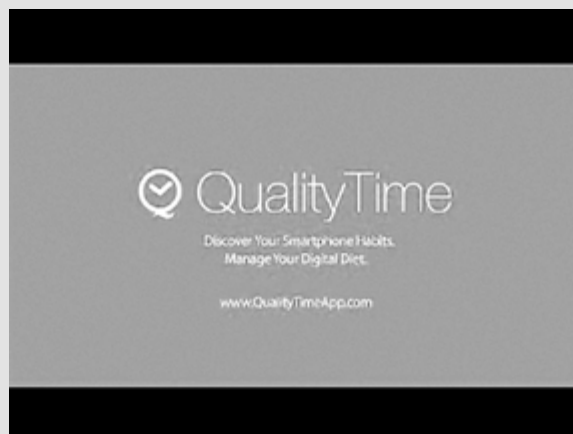 QualityTime
Discover Your Smartphone Habits.
Manage Your Digital Diet.
www.QualityTimeApp.com